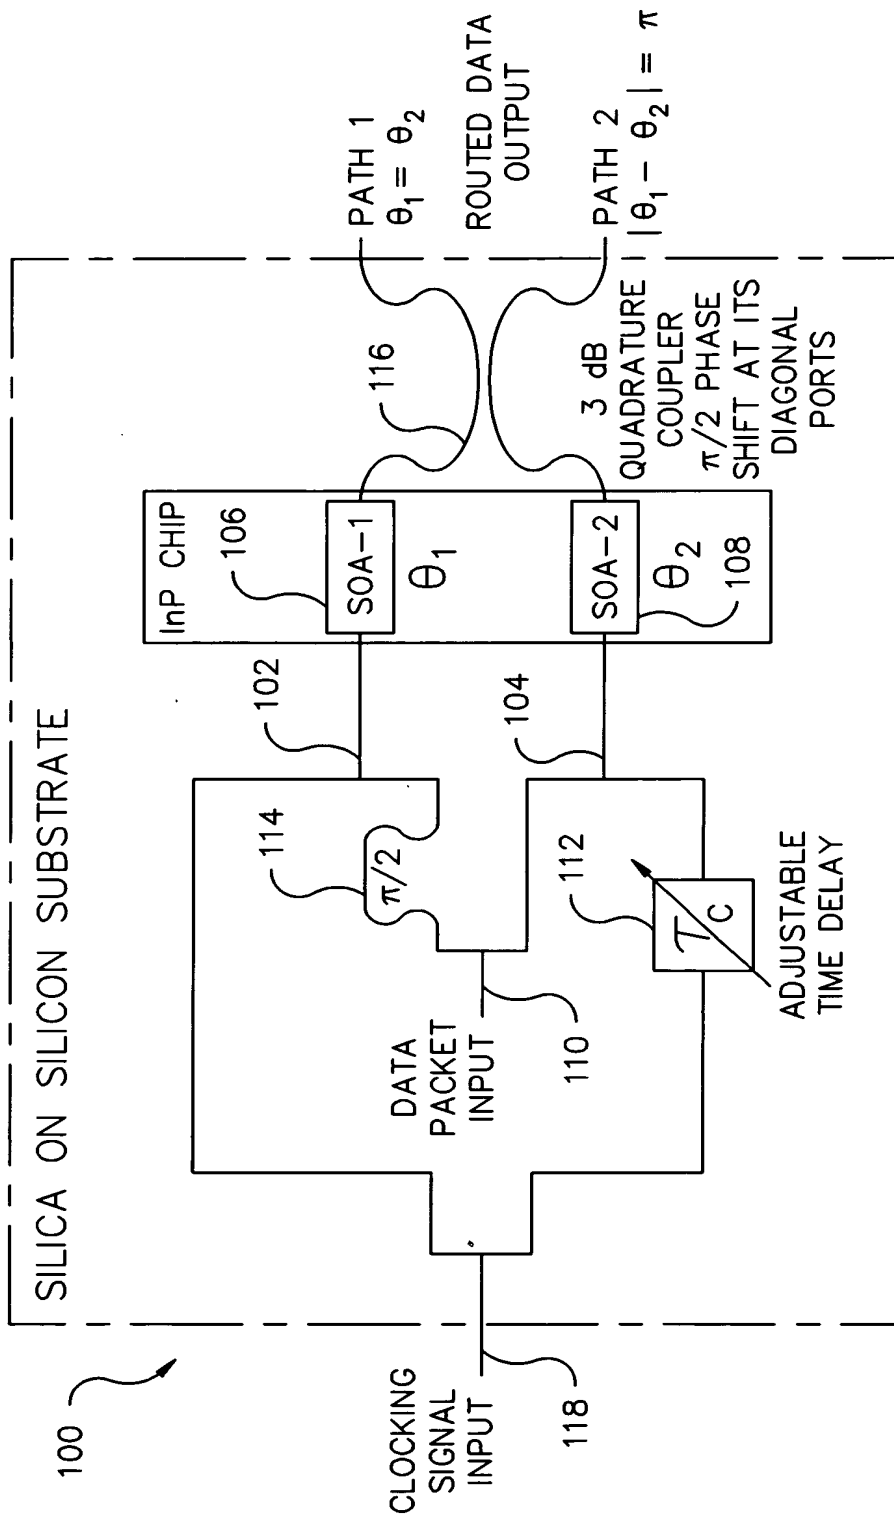 SILICA ON SILICON SUBSTRATE
100
InP CHIP
106
SOA-1
θ1
SOA-2
θ2
108
102
104
114
π/2
112
τ
C
ADJUSTABLE
TIME DELAY
DATA
PACKET
INPUT
110
CLOCKING
SIGNAL
INPUT
118
116
3 dB
QUADRATURE
COUPLER
π/2 PHASE
SHIFT AT ITS
DIAGONAL
PORTS
PATH 1
θ1 = θ2
ROUTED DATA
OUTPUT
PATH 2
|θ1 - θ2| = π